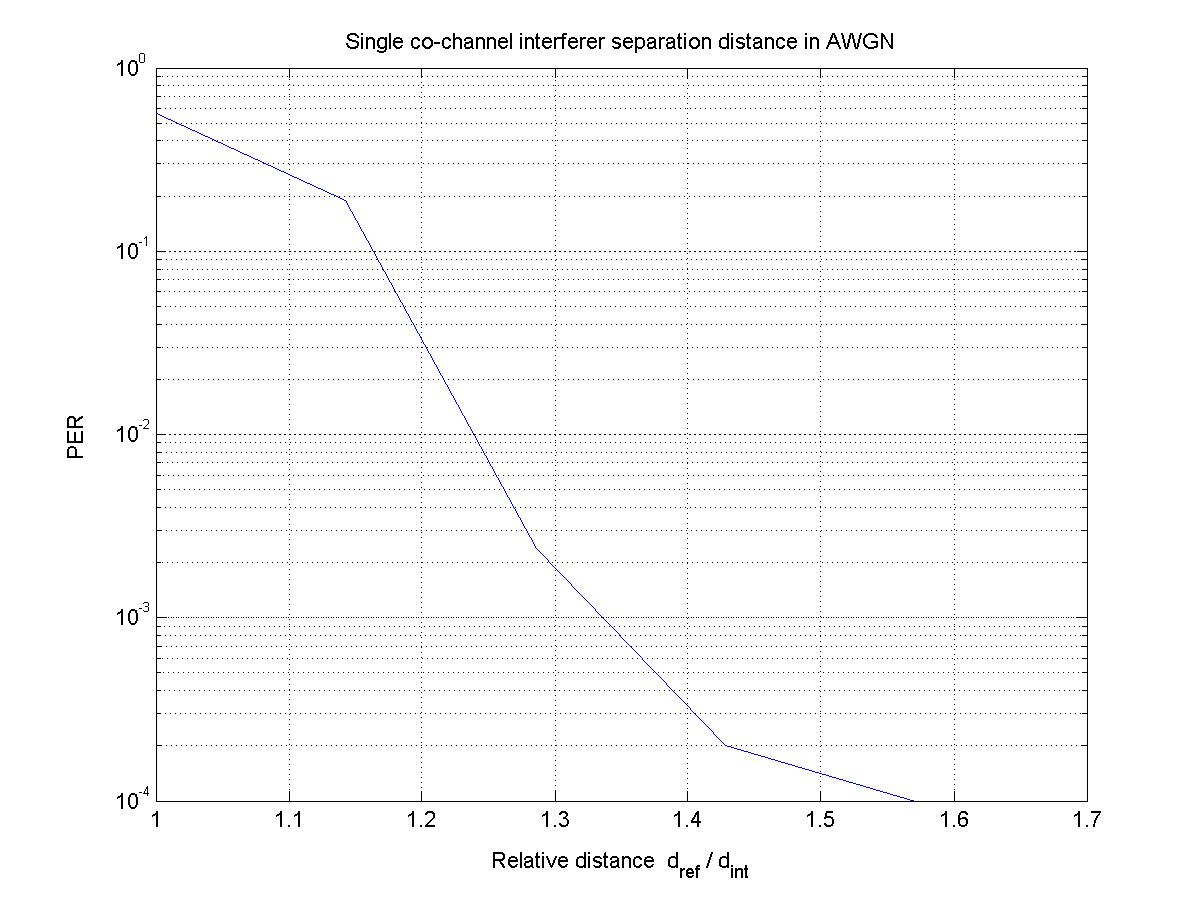 Single co-channel interferer separation distance in AWGN
10^0
10^-1
10^-2
10^-3
10^-4
PER
1 1.1 1.2 1.3 1.4 1.5 1.6 1.7
Relative distance d_ref / d_int